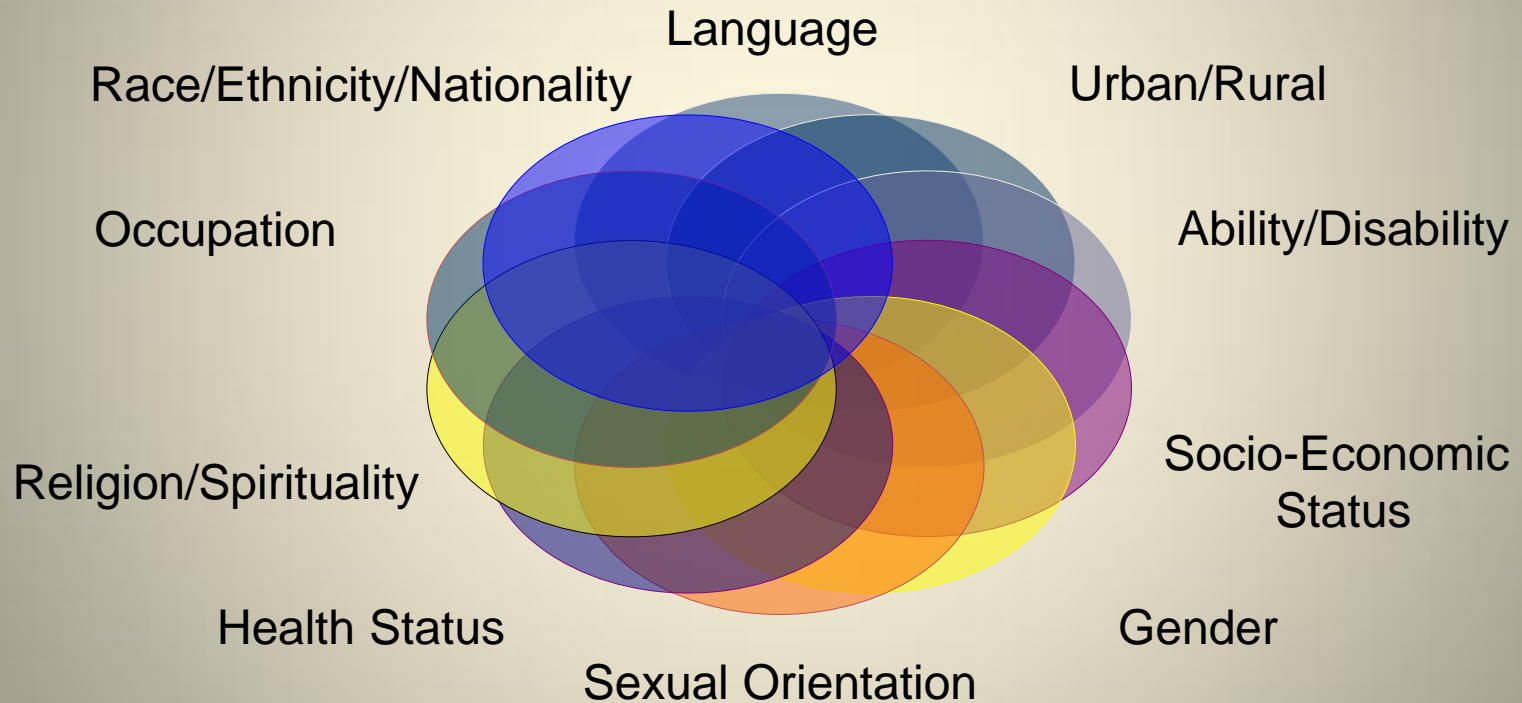 Language
Race/Ethnicity/Nationality
Urban/Rural
Occupation
Ability/Disability
Religion/Spirituality
Socio-Economic
Status
Health Status
Gender
Sexual Orientation